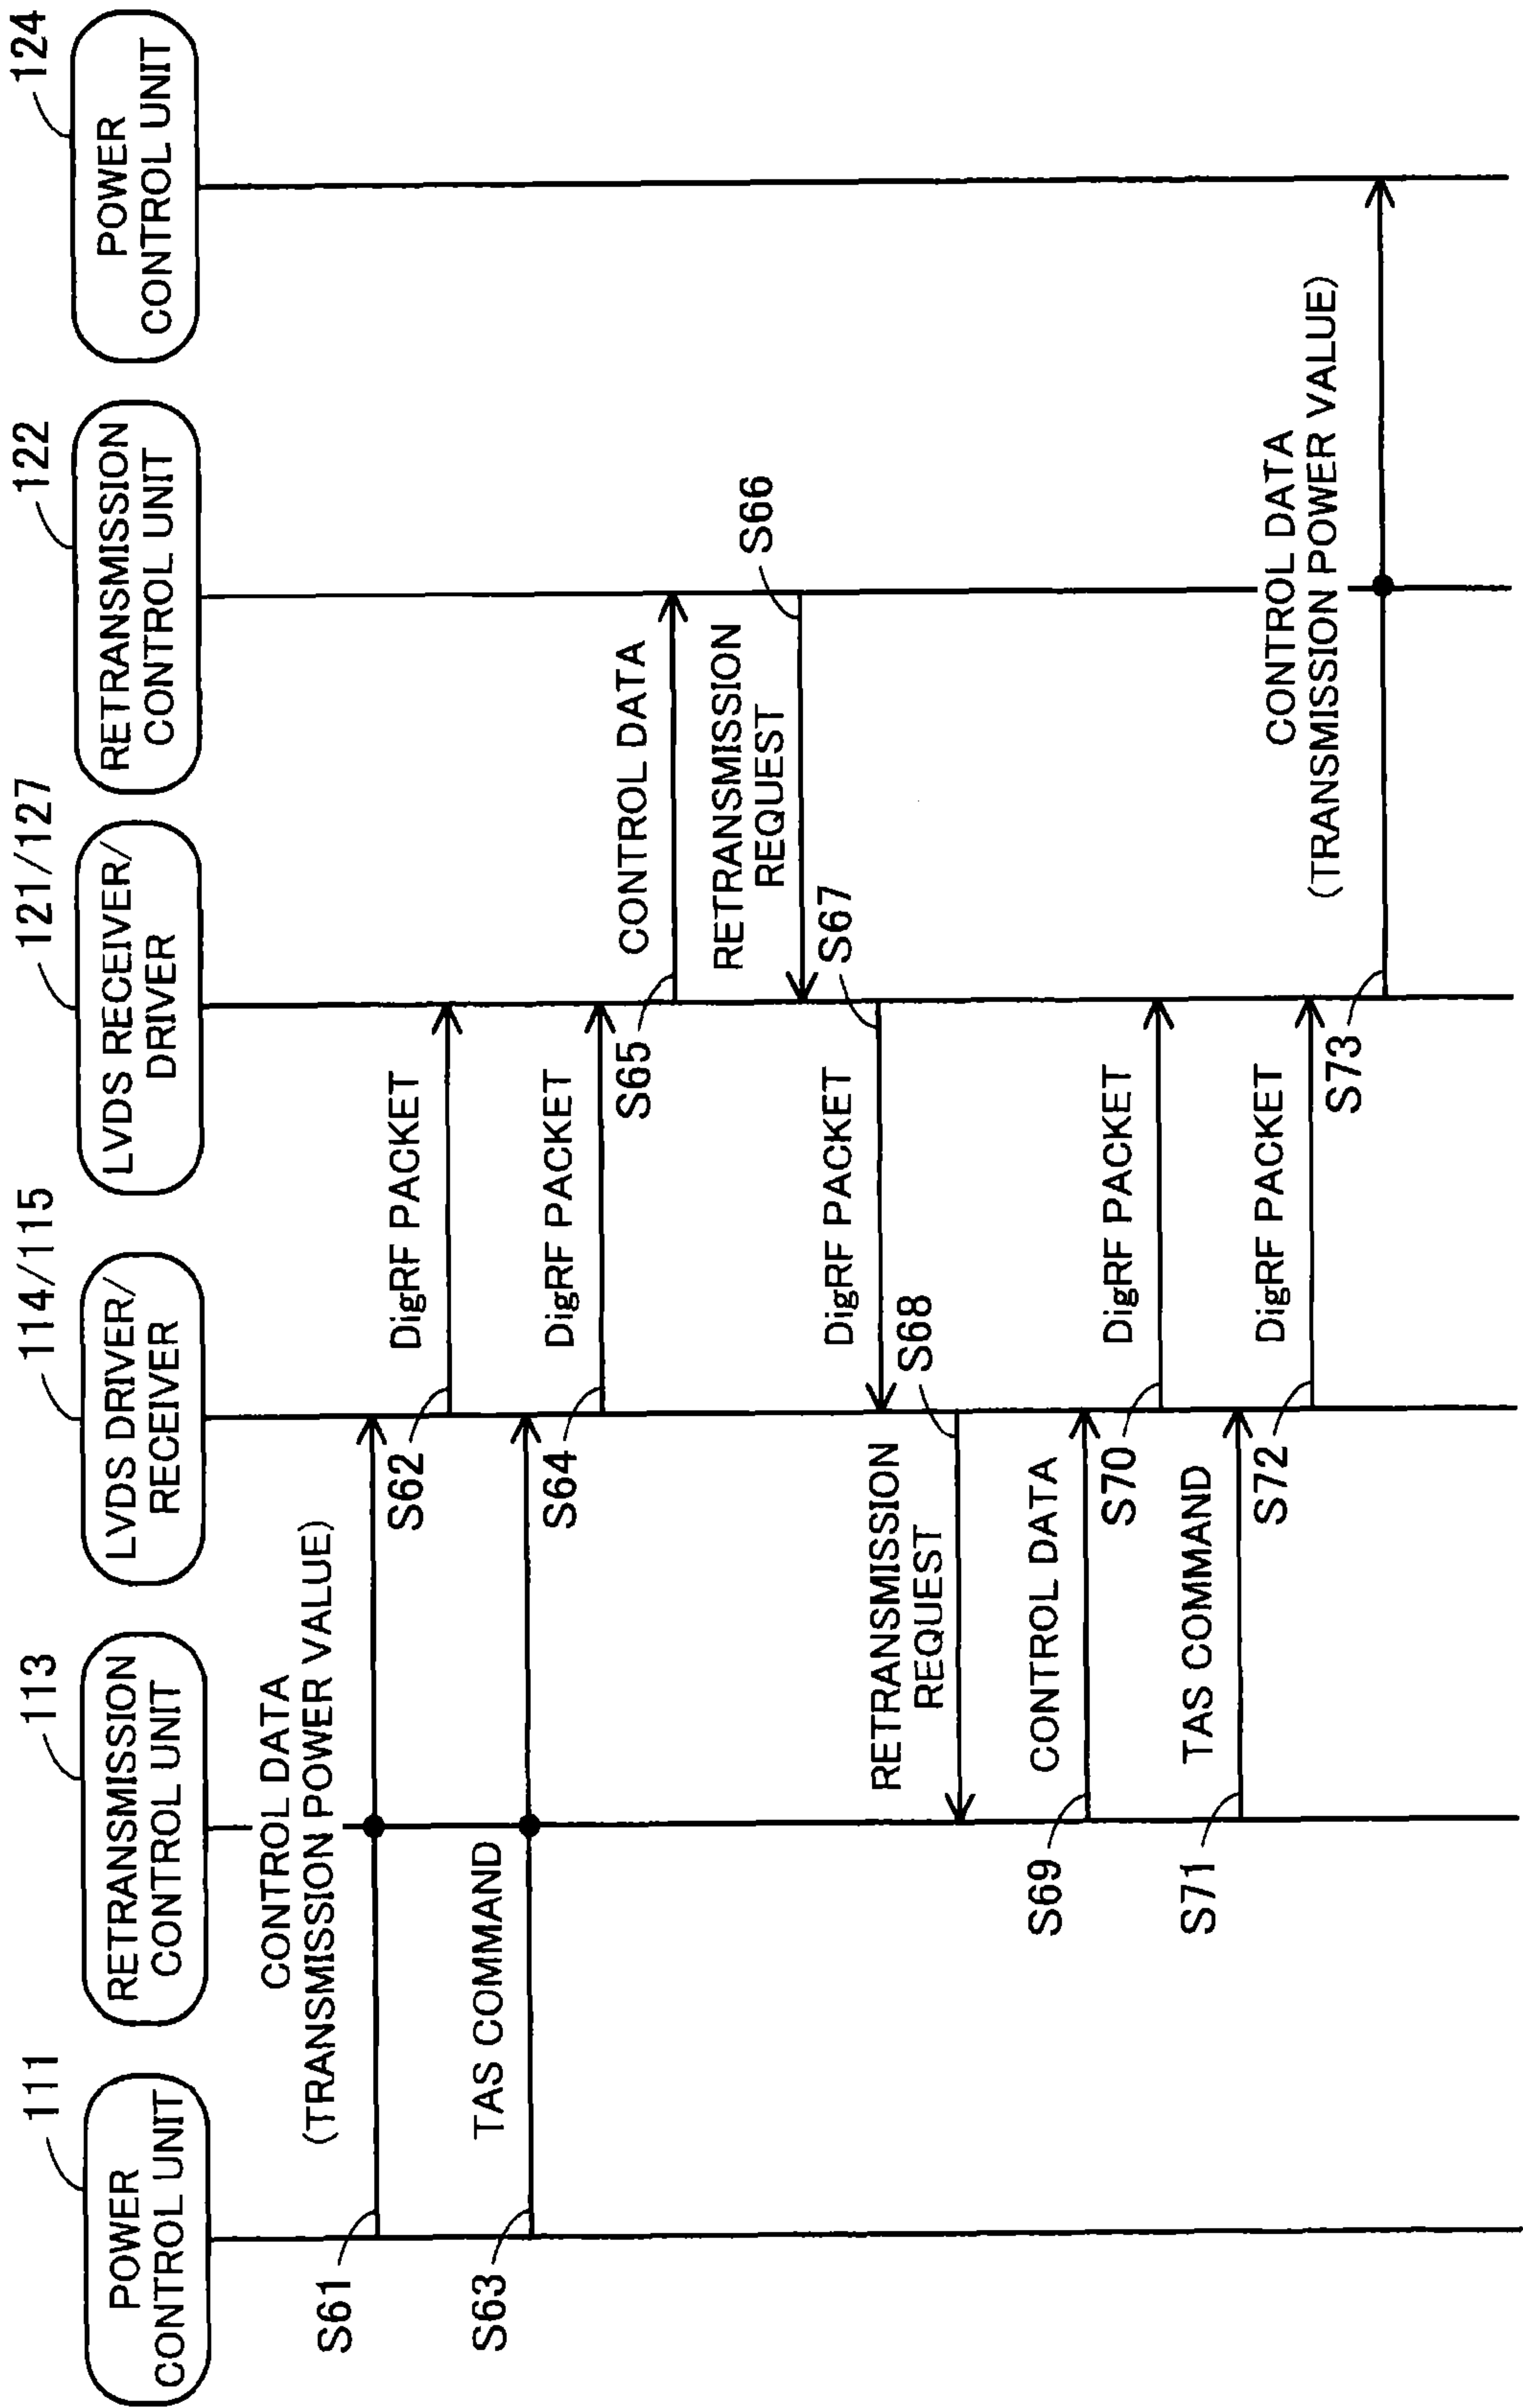 111
POWER
CONTROL UNIT
113
RETRANSMISSION
CONTROL UNIT
114/115
LVDS DRIVER/
RECEIVER
121/127
LVDS RECEIVER/
DRIVER
122
RETRANSMISSION
CONTROL UNIT
124
POWER
CONTROL UNIT
S61
CONTROL DATA
(TRANSMISSION POWER VALUE)
S62
DigRF PACKET
S63
TAS COMMAND
S64
DigRF PACKET
S65
CONTROL DATA
RETRANSMISSION
REQUEST
S66
S67
DigRF PACKET
S68
RETRANSMISSION
REQUEST
S69
CONTROL DATA
S70
DigRF PACKET
S71
TAS COMMAND
S72
DigRF PACKET
S73
CONTROL DATA
(TRANSMISSION POWER VALUE)